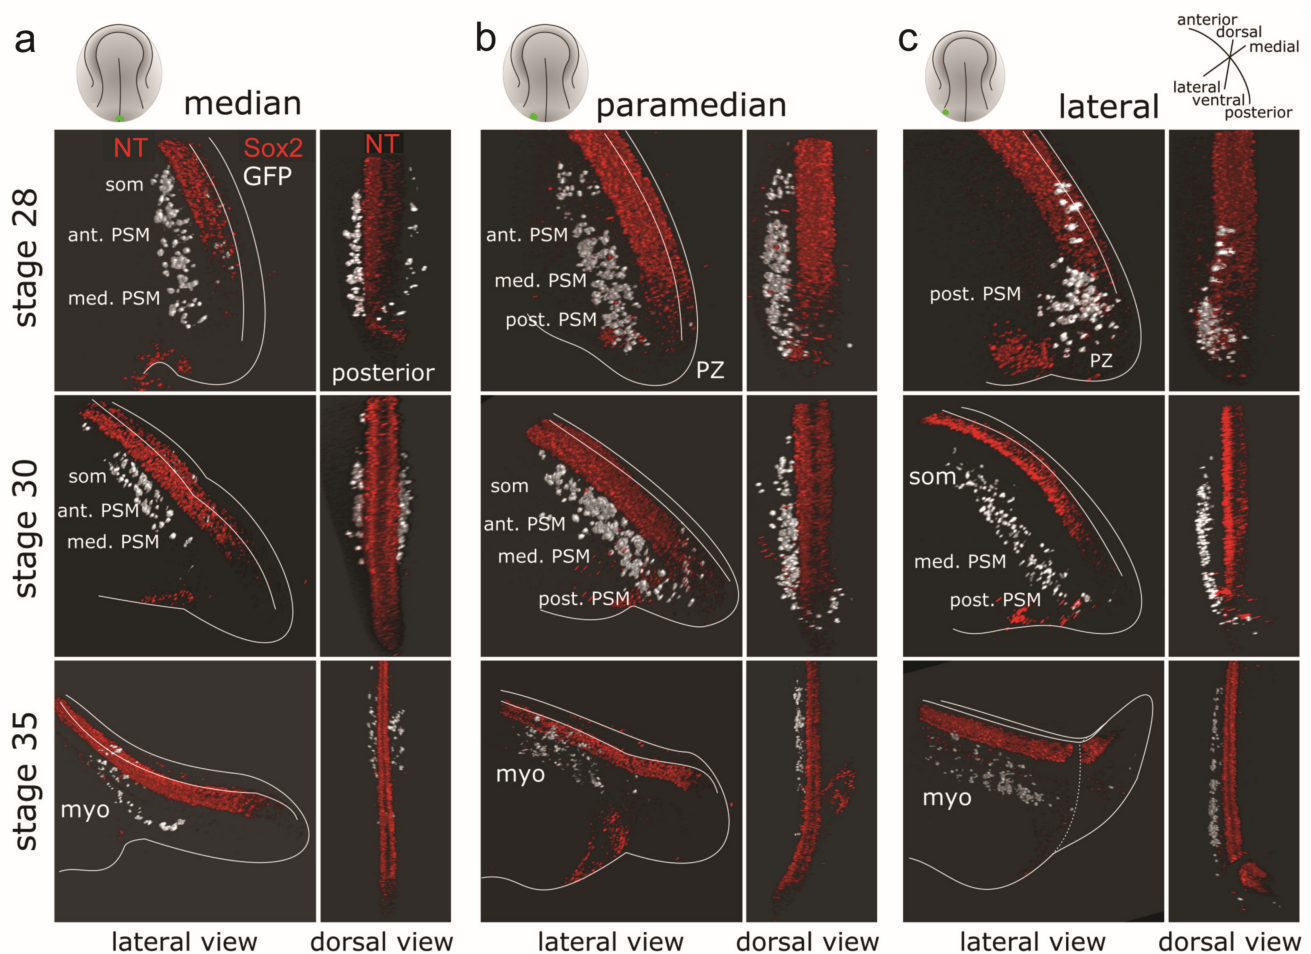 a
median
b
paramedian
c
lateral
anterior
dorsal
medial
lateral
ventral
posterior
stage 28
NT
Sox2
GFP
som
ant. PSM
med. PSM
NT
posterior
ant. PSM
med. PSM
post. PSM
PZ
post. PSM
PZ
stage 30
som
ant. PSM
med. PSM
som
ant. PSM
med. PSM
post. PSM
som
med. PSM
post. PSM
stage 35
myo
myo
myo
lateral view
dorsal view
lateral view
dorsal view
lateral view
dorsal view